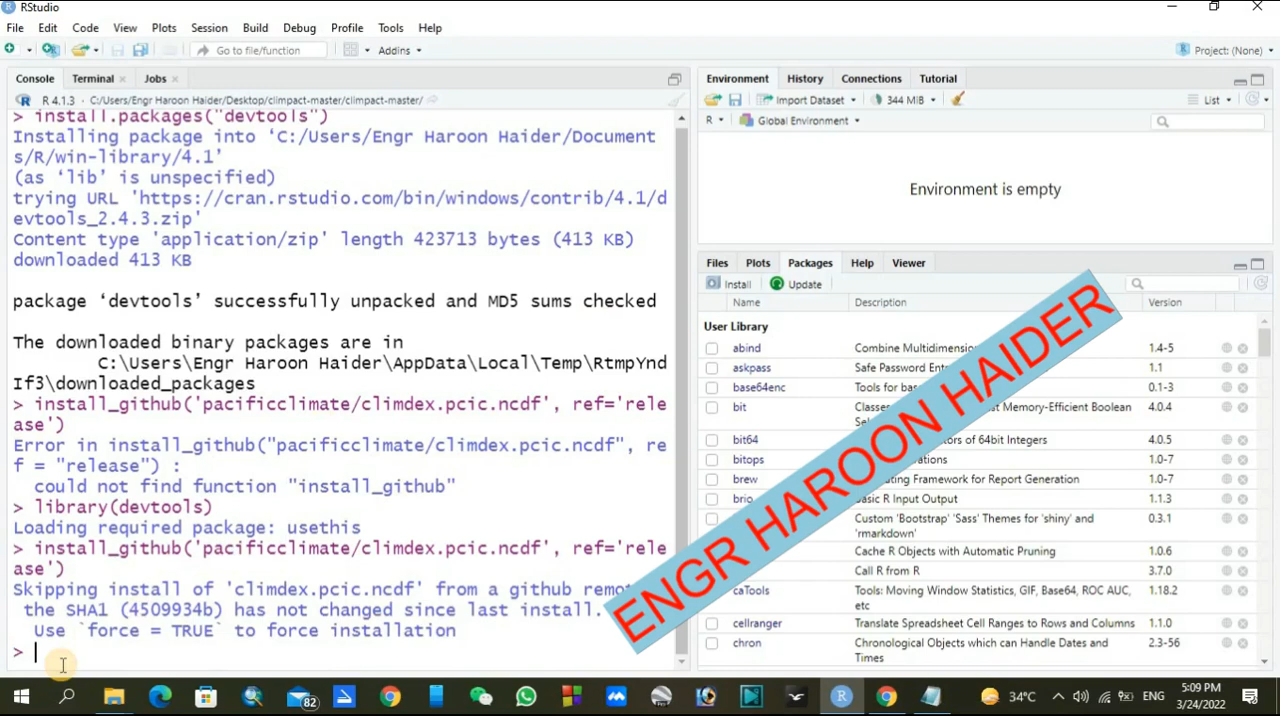 RStudio
File Edit Code View Plots Session Build Debug Profile Tools Help
Go to file/function Addins Project: (None)
Console Terminal Jobs
R 4.1.3 · C:/Users/Engr Haroon Haider/Desktop/climpact-master/climpact-master/
> install.packages("devtools")
Installing package into ‘C:/Users/Engr Haroon Haider/Document
s/R/win-library/4.1’
(as ‘lib’ is unspecified)
trying URL 'https://cran.rstudio.com/bin/windows/contrib/4.1/d
evtools_2.4.3.zip'
Content type 'application/zip' length 423713 bytes (413 KB)
downloaded 413 KB
package ‘devtools’ successfully unpacked and MD5 sums checked
The downloaded binary packages are in
C:\Users\Engr Haroon Haider\AppData\Local\Temp\RtmpYnd
If3\downloaded_packages
> install_github('pacificclimate/climdex.pcic.ncdf', ref='rele
ase')
Error in install_github("pacificclimate/climdex.pcic.ncdf", re
f = "release") :
could not find function "install_github"
> library(devtools)
Loading required package: usethis
> install_github('pacificclimate/climdex.pcic.ncdf', ref='rele
ase')
Skipping install of 'climdex.pcic.ncdf' from a github
the SHA1 (4509934b) has not changed since last install.
Use `force = TRUE` to force installation
>
Environment History Connections Tutorial
Import Dataset 344 MiB List
R Global Environment
Environment is empty
Files Plots Packages Help Viewer
Install Update
Name Description Version
User Library
abind Combine 1.4-5
askpass Safe Password 1.1
base64enc Tools for 0.1-3
bit Memory-Efficient Boolean 4.0.4
bit64 of 64bit Integers 4.0.5
bitops 1.0-7
brew Framework for Report Generation 1.0-7
brio Basic R Input Output 1.1.3
Custom 'Bootstrap' 'Sass' Themes for 'shiny' and 0.3.1
'rmarkdown'
Cache R Objects with Automatic Pruning 1.0.6
Call R from R 3.7.0
caTools Tools: Moving Window Statistics, GIF, Base64, ROC AUC, 1.18.2
etc
cellranger Translate Spreadsheet Cell Ranges to Rows and Columns 1.1.0
chron Chronological Objects which can Handle Dates and 2.3-56
Times
ENGR HAROON HAIDER
82 34°C ENG 5:09 PM
3/24/2022